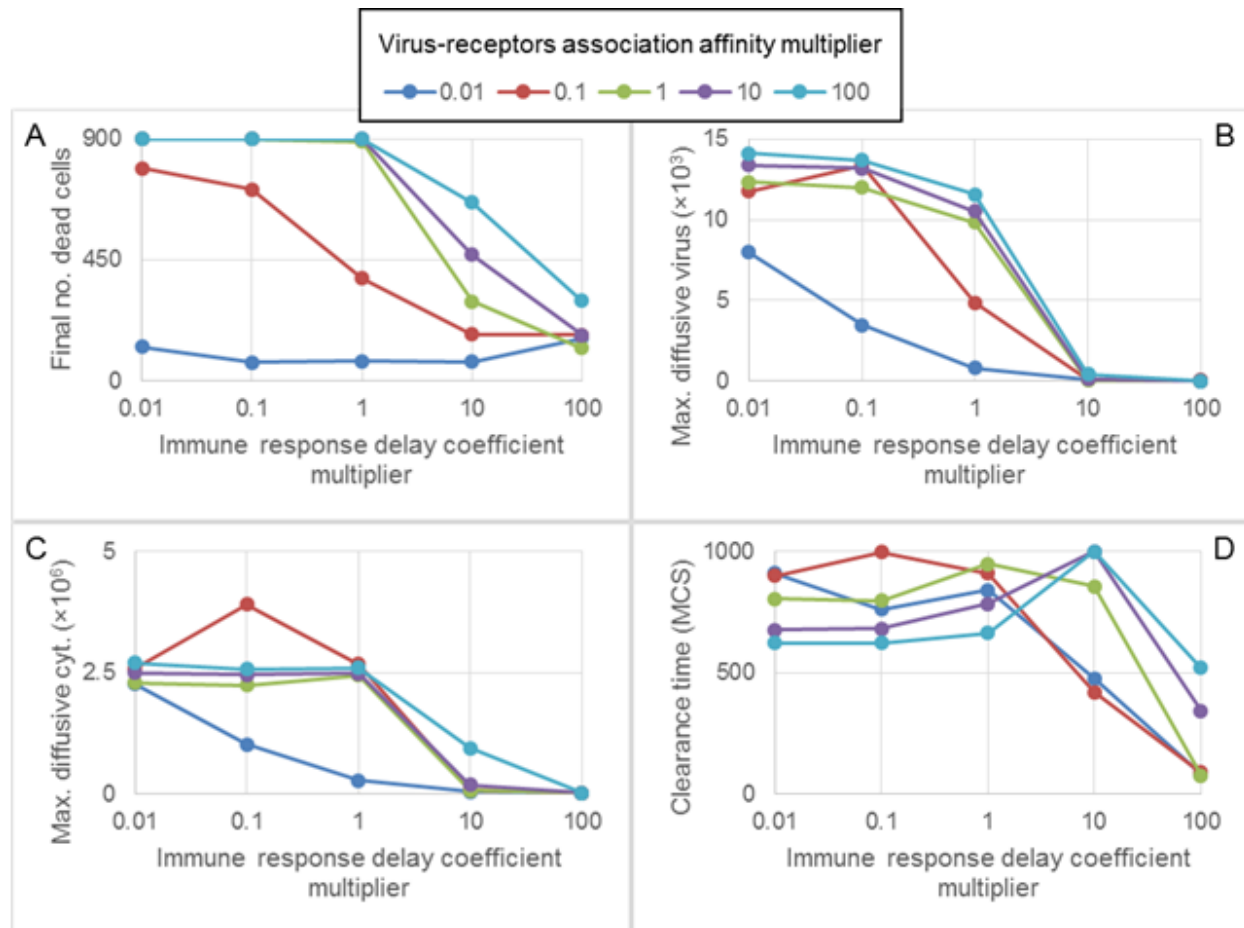 Virus-receptors association affinity multiplier
0.01 0.1 1 10 100
A
Final no. dead cells
900
450
0
0.01 0.1 1 10 100
Immune response delay coefficient
multiplier
B
Max. diffusive virus (×10³)
15
10
5
0
0.01 0.1 1 10 100
Immune response delay coefficient
multiplier
C
Max. diffusive cyt. (×10⁶)
5
2.5
0
0.01 0.1 1 10 100
Immune response delay coefficient
multiplier
D
Clearance time (MCS)
1000
500
0
0.01 0.1 1 10 100
Immune response delay coefficient
multiplier